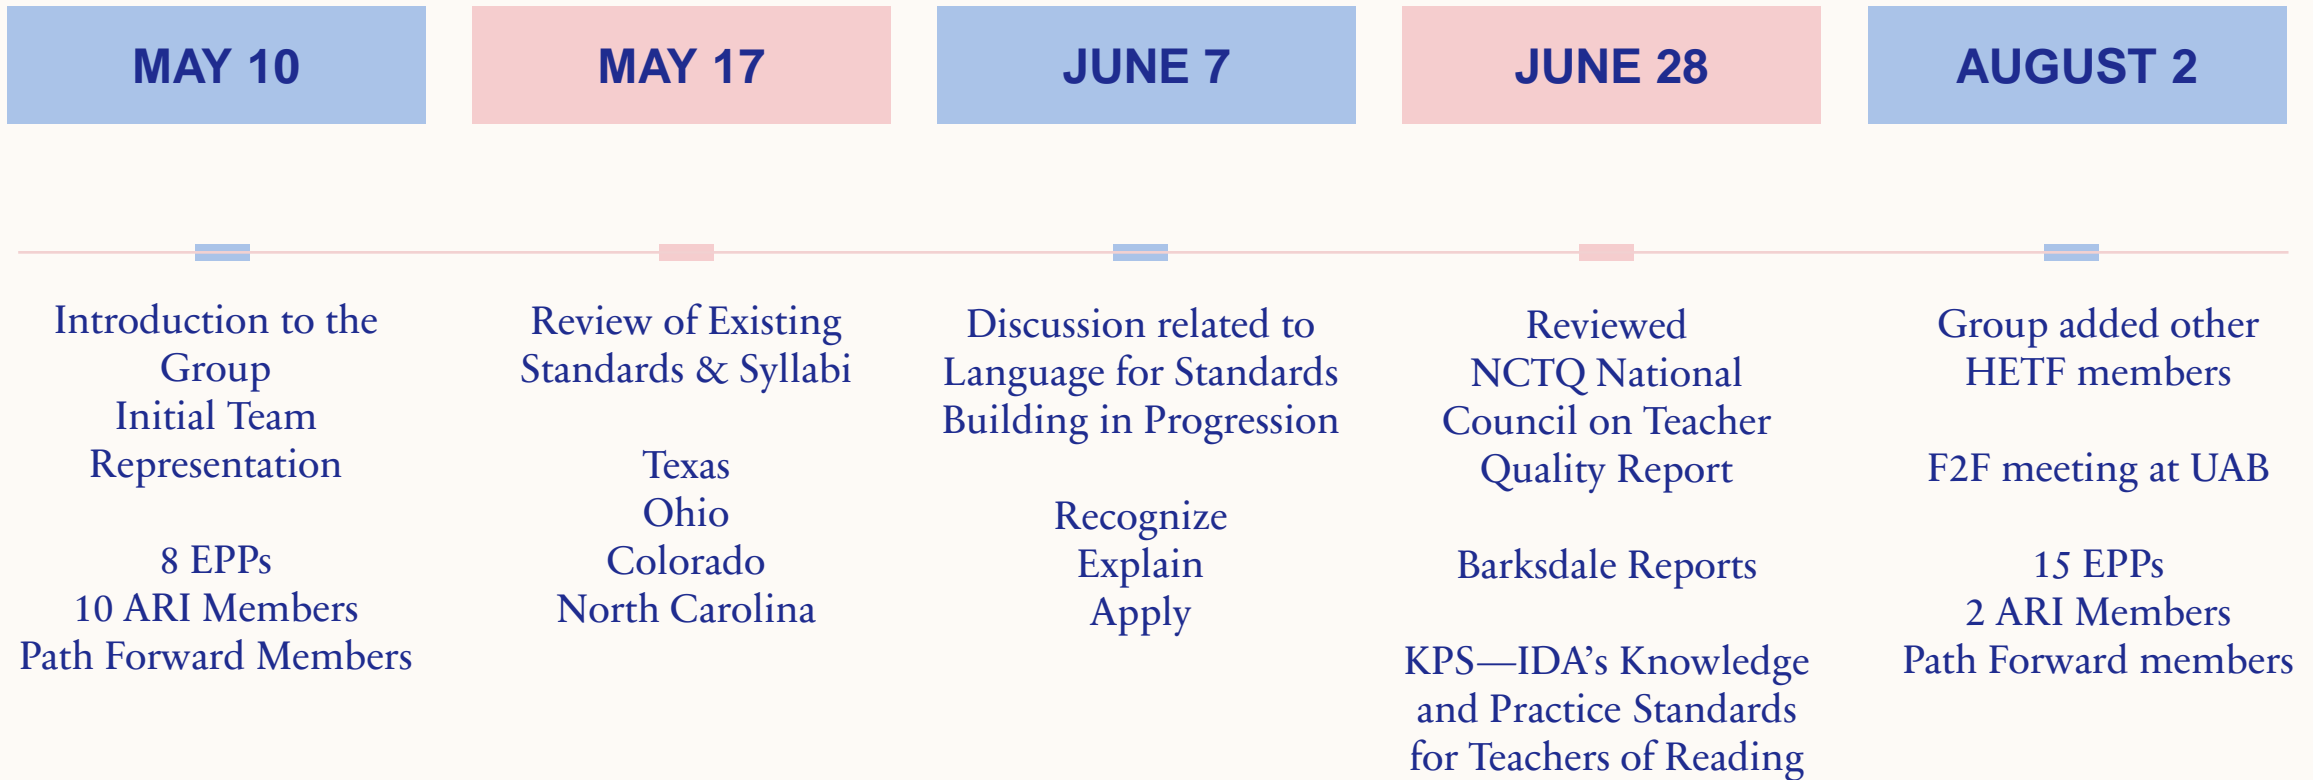 MAY 10
Introduction to the
Group
Initial Team
Representation
8 EPPs
10 ARI Members
Path Forward Members
MAY 17
Review of Existing
Standards & Syllabi
Texas
Ohio
Colorado
North Carolina
JUNE 7
Discussion related to
Language for Standards
Building in Progression
Recognize
Explain
Apply
JUNE 28
Reviewed
NCTQ National
Council on Teacher
Quality Report
Barksdale Reports
KPS—IDA’s Knowledge
and Practice Standards
for Teachers of Reading
AUGUST 2
Group added other
HETF members
F2F meeting at UAB
15 EPPs
2 ARI Members
Path Forward members